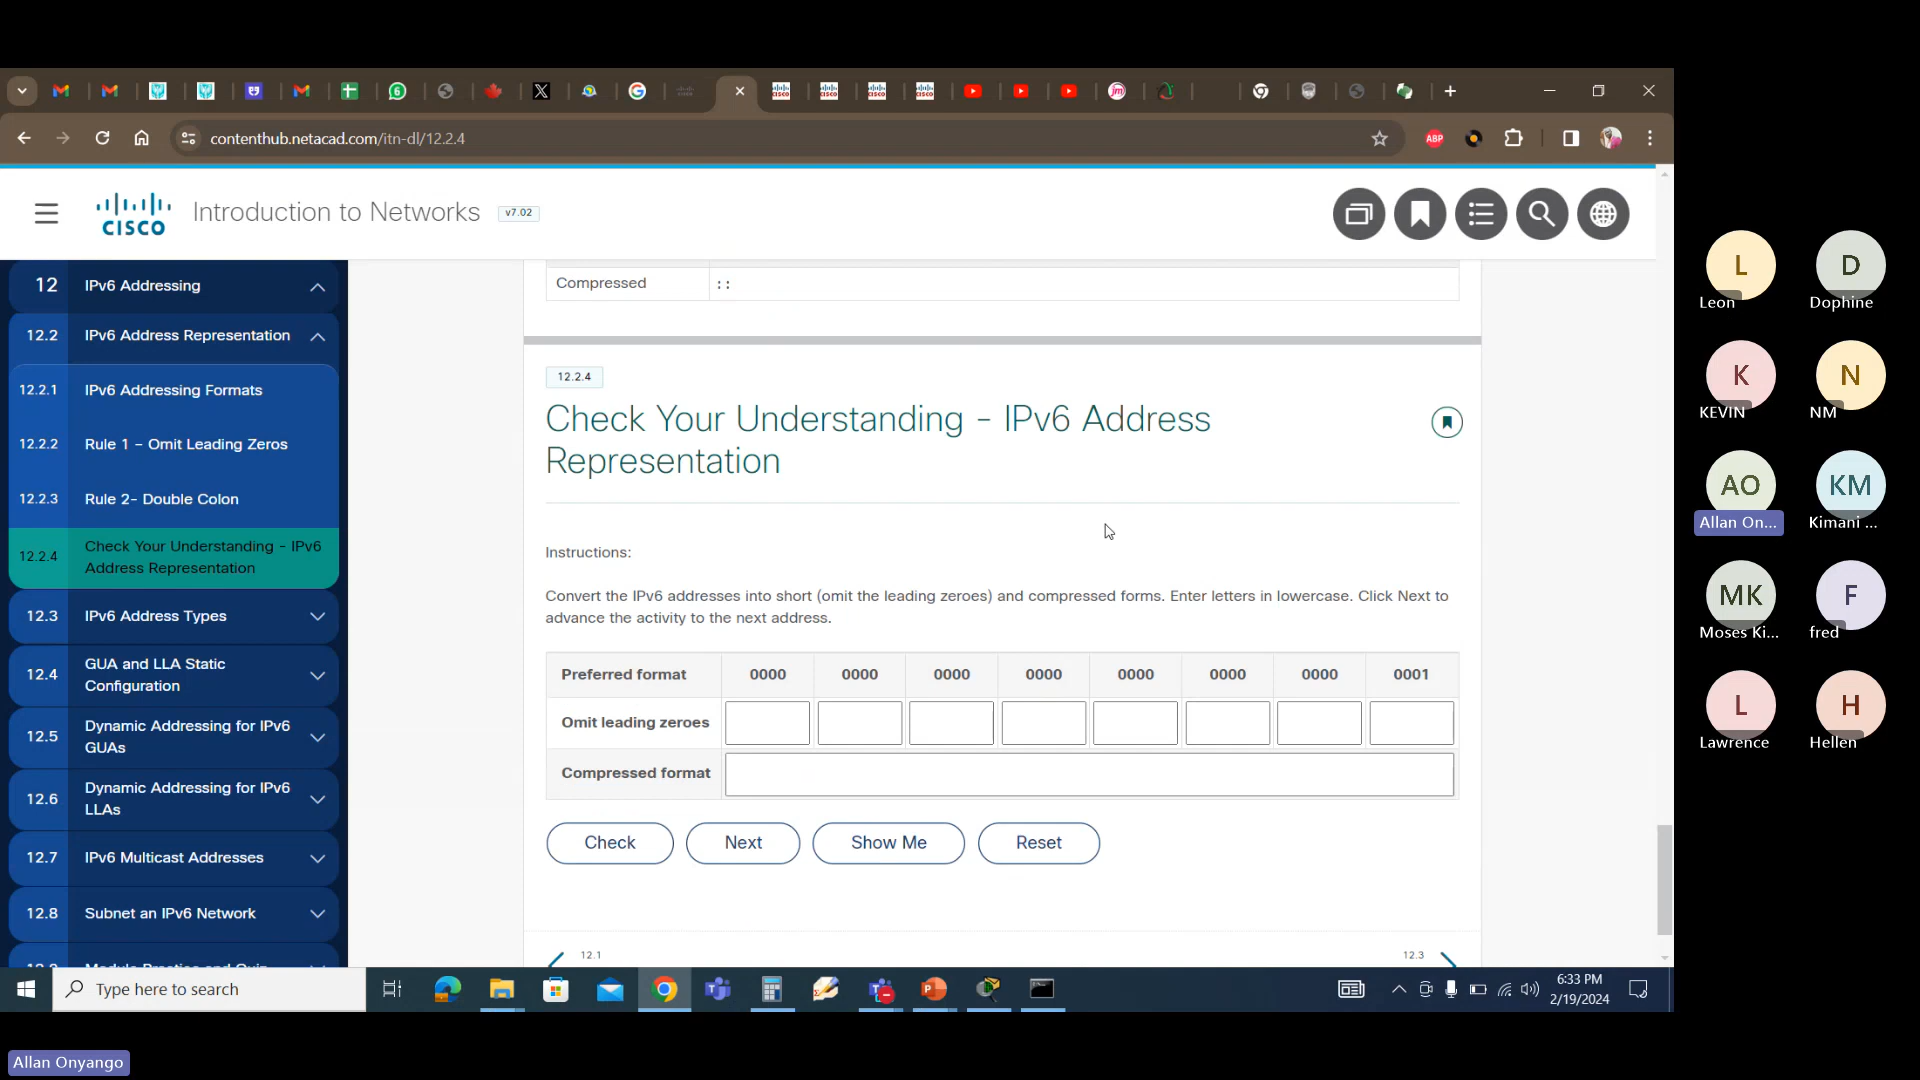 contenthub.netacad.com/itn-dl/12.2.4
ABP
CISCO
Introduction to Networks
v7.02
12 IPv6 Addressing
12.2 IPv6 Address Representation
12.2.1 IPv6 Addressing Formats
12.2.2 Rule 1 – Omit Leading Zeros
12.2.3 Rule 2- Double Colon
12.2.4 Check Your Understanding - IPv6
Address Representation
12.3 IPv6 Address Types
12.4 GUA and LLA Static
Configuration
12.5 Dynamic Addressing for IPv6
GUAs
12.6 Dynamic Addressing for IPv6
LLAs
12.7 IPv6 Multicast Addresses
12.8 Subnet an IPv6 Network
Compressed ::
12.2.4
Check Your Understanding - IPv6 Address
Representation
Instructions:
Convert the IPv6 addresses into short (omit the leading zeroes) and compressed forms. Enter letters in lowercase. Click Next to
advance the activity to the next address.
Preferred format 0000 0000 0000 0000 0000 0000 0000 0001
Omit leading zeroes
Compressed format
Check Next Show Me Reset
12.1 12.3
L D
Leon Dophine
K N
KEVIN NM
AO KM
Allan On... Kimani ...
MK F
Moses Ki... fred
L H
Lawrence Hellen
Type here to search
6:33 PM
2/19/2024
Allan Onyango